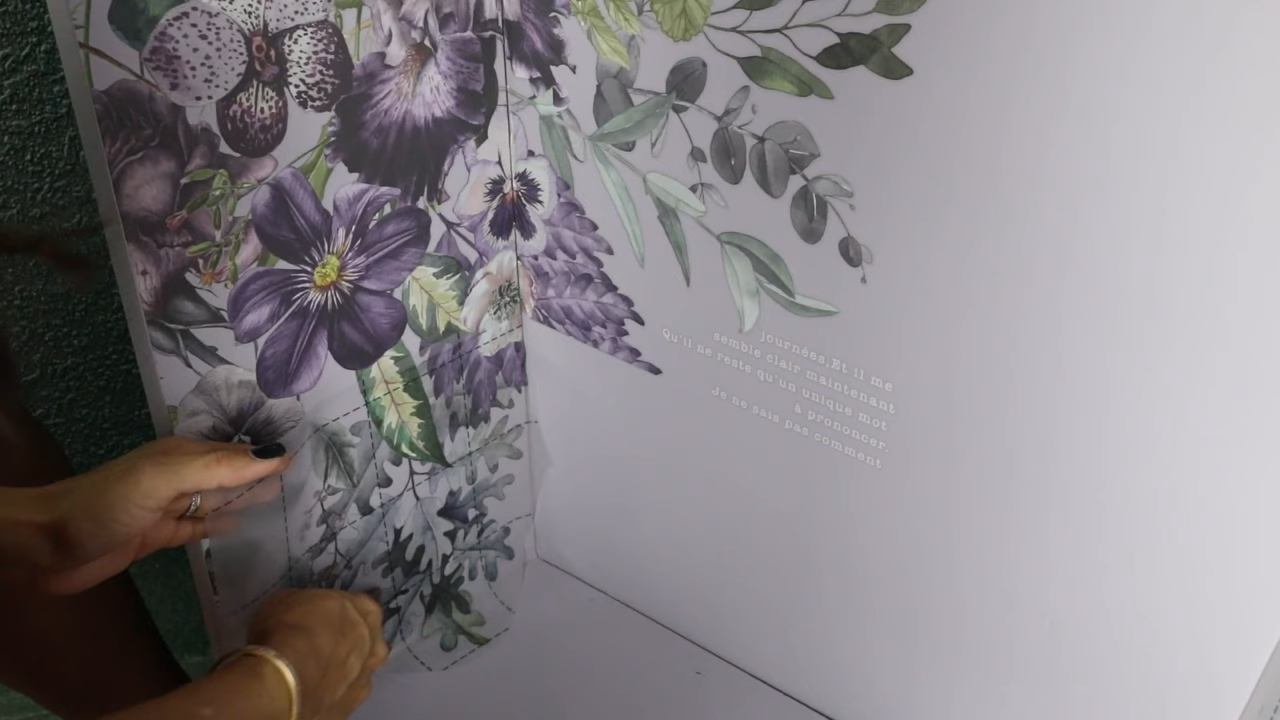 journées,Et il me
semble clair maintenant
Qu'il ne reste qu'un unique mot
à prononcer.
Je ne sais pas comment